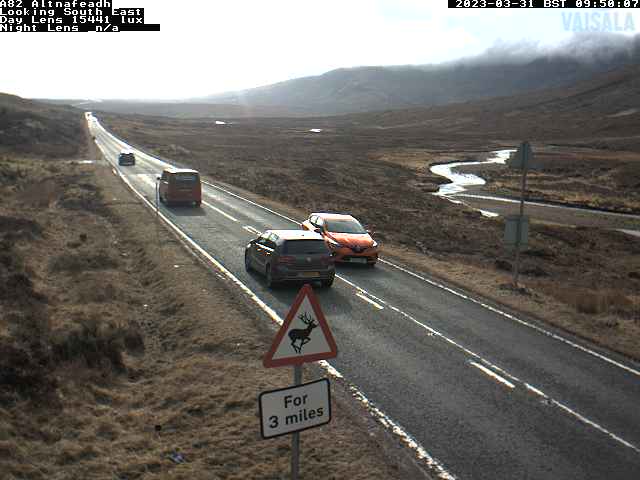 A82 Altnafeadh
Looking South East
Day Lens 15441 lux
Night Lens n/a
2023-03-31 BST 09:50:07
VAISALA
For
3 miles